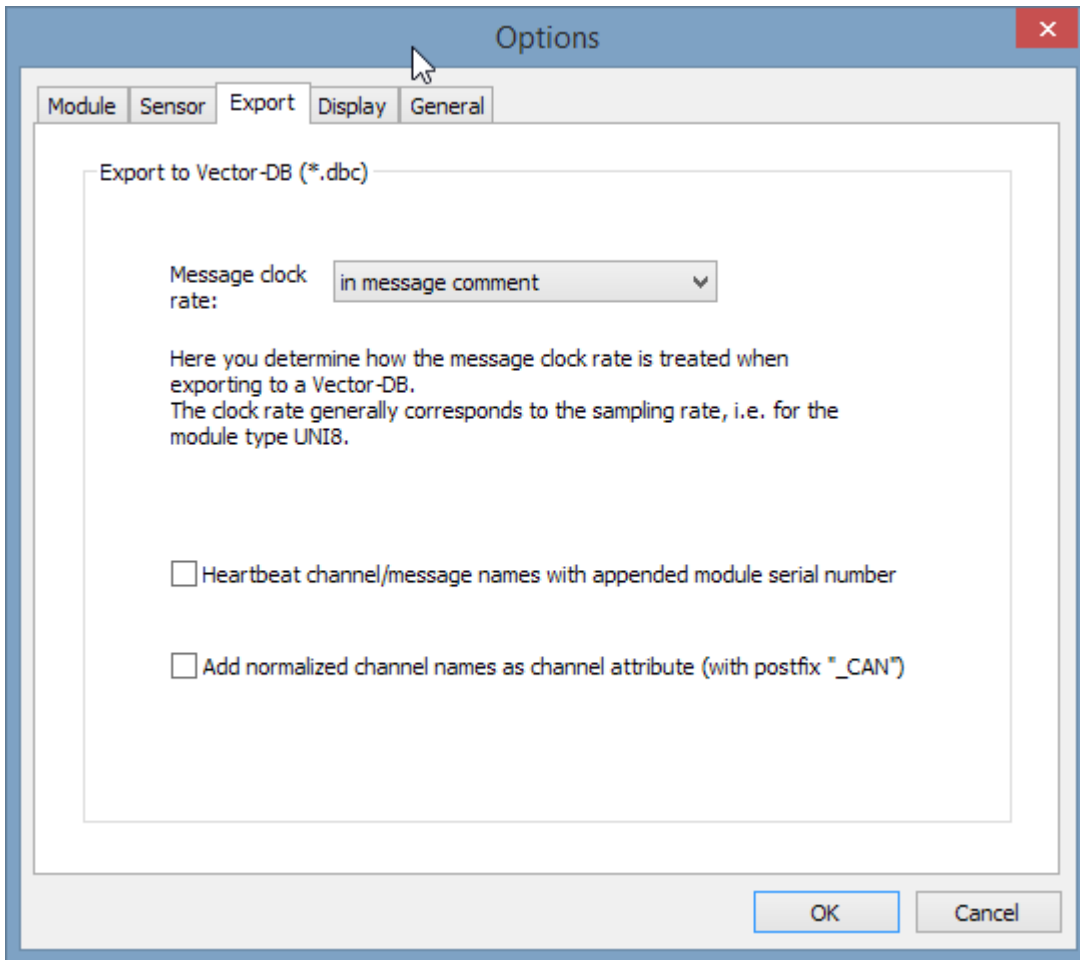 Options
Module Sensor Export Display General
Export to Vector-DB (*.dbc)
Message clock
rate:
in message comment
Here you determine how the message clock rate is treated when
exporting to a Vector-DB.
The clock rate generally corresponds to the sampling rate, i.e. for the
module type UNI8.
Heartbeat channel/message names with appended module serial number
Add normalized channel names as channel attribute (with postfix "_CAN")
OK Cancel